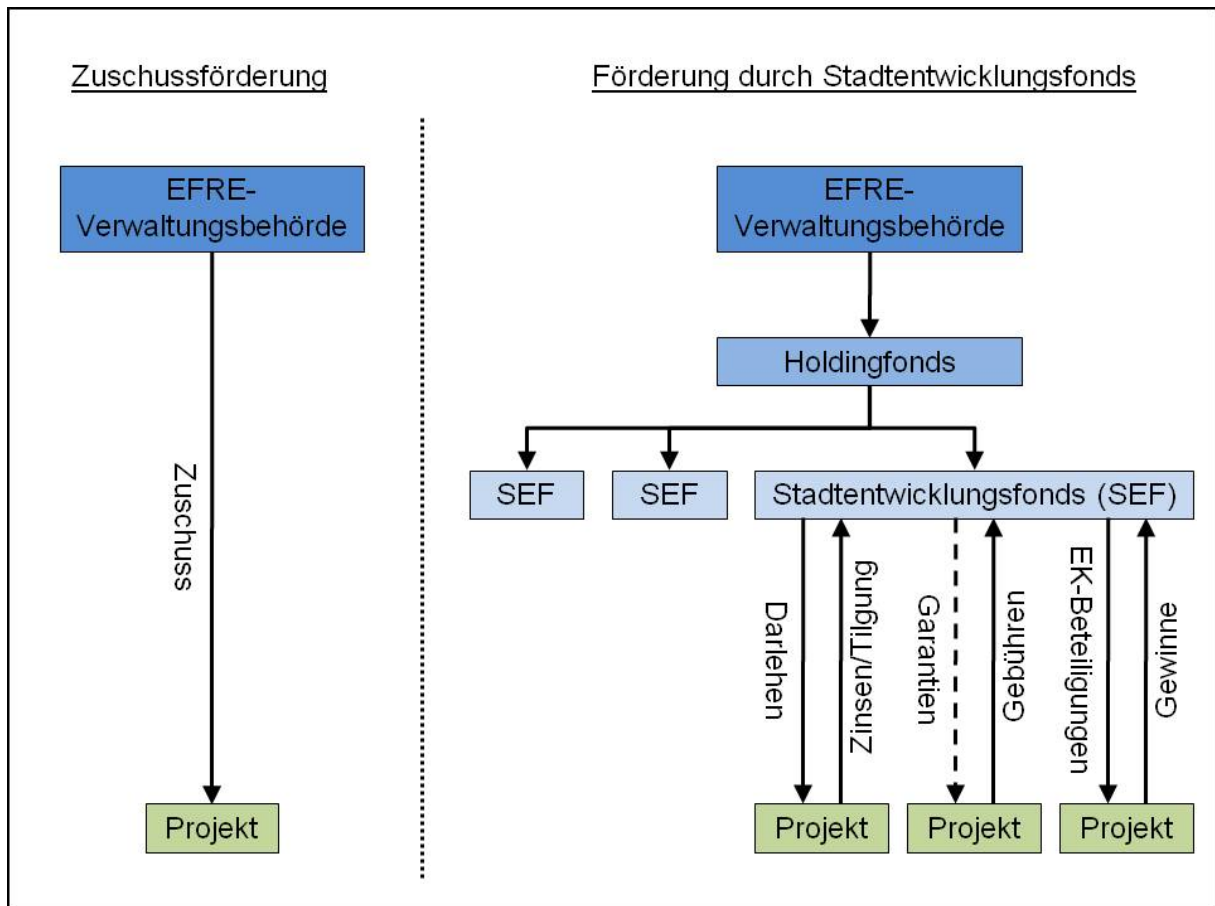 Zuschussförderung
EFRE-
Verwaltungsbehörde
Zuschuss
Projekt
Förderung durch Stadtentwicklungsfonds
EFRE-
Verwaltungsbehörde
Holdingfonds
SEF
SEF
Stadtentwicklungsfonds (SEF)
Darlehen
Zinsen/Tilgung
Garantien
Gebühren
EK-Beteiligungen
Gewinne
Projekt
Projekt
Projekt